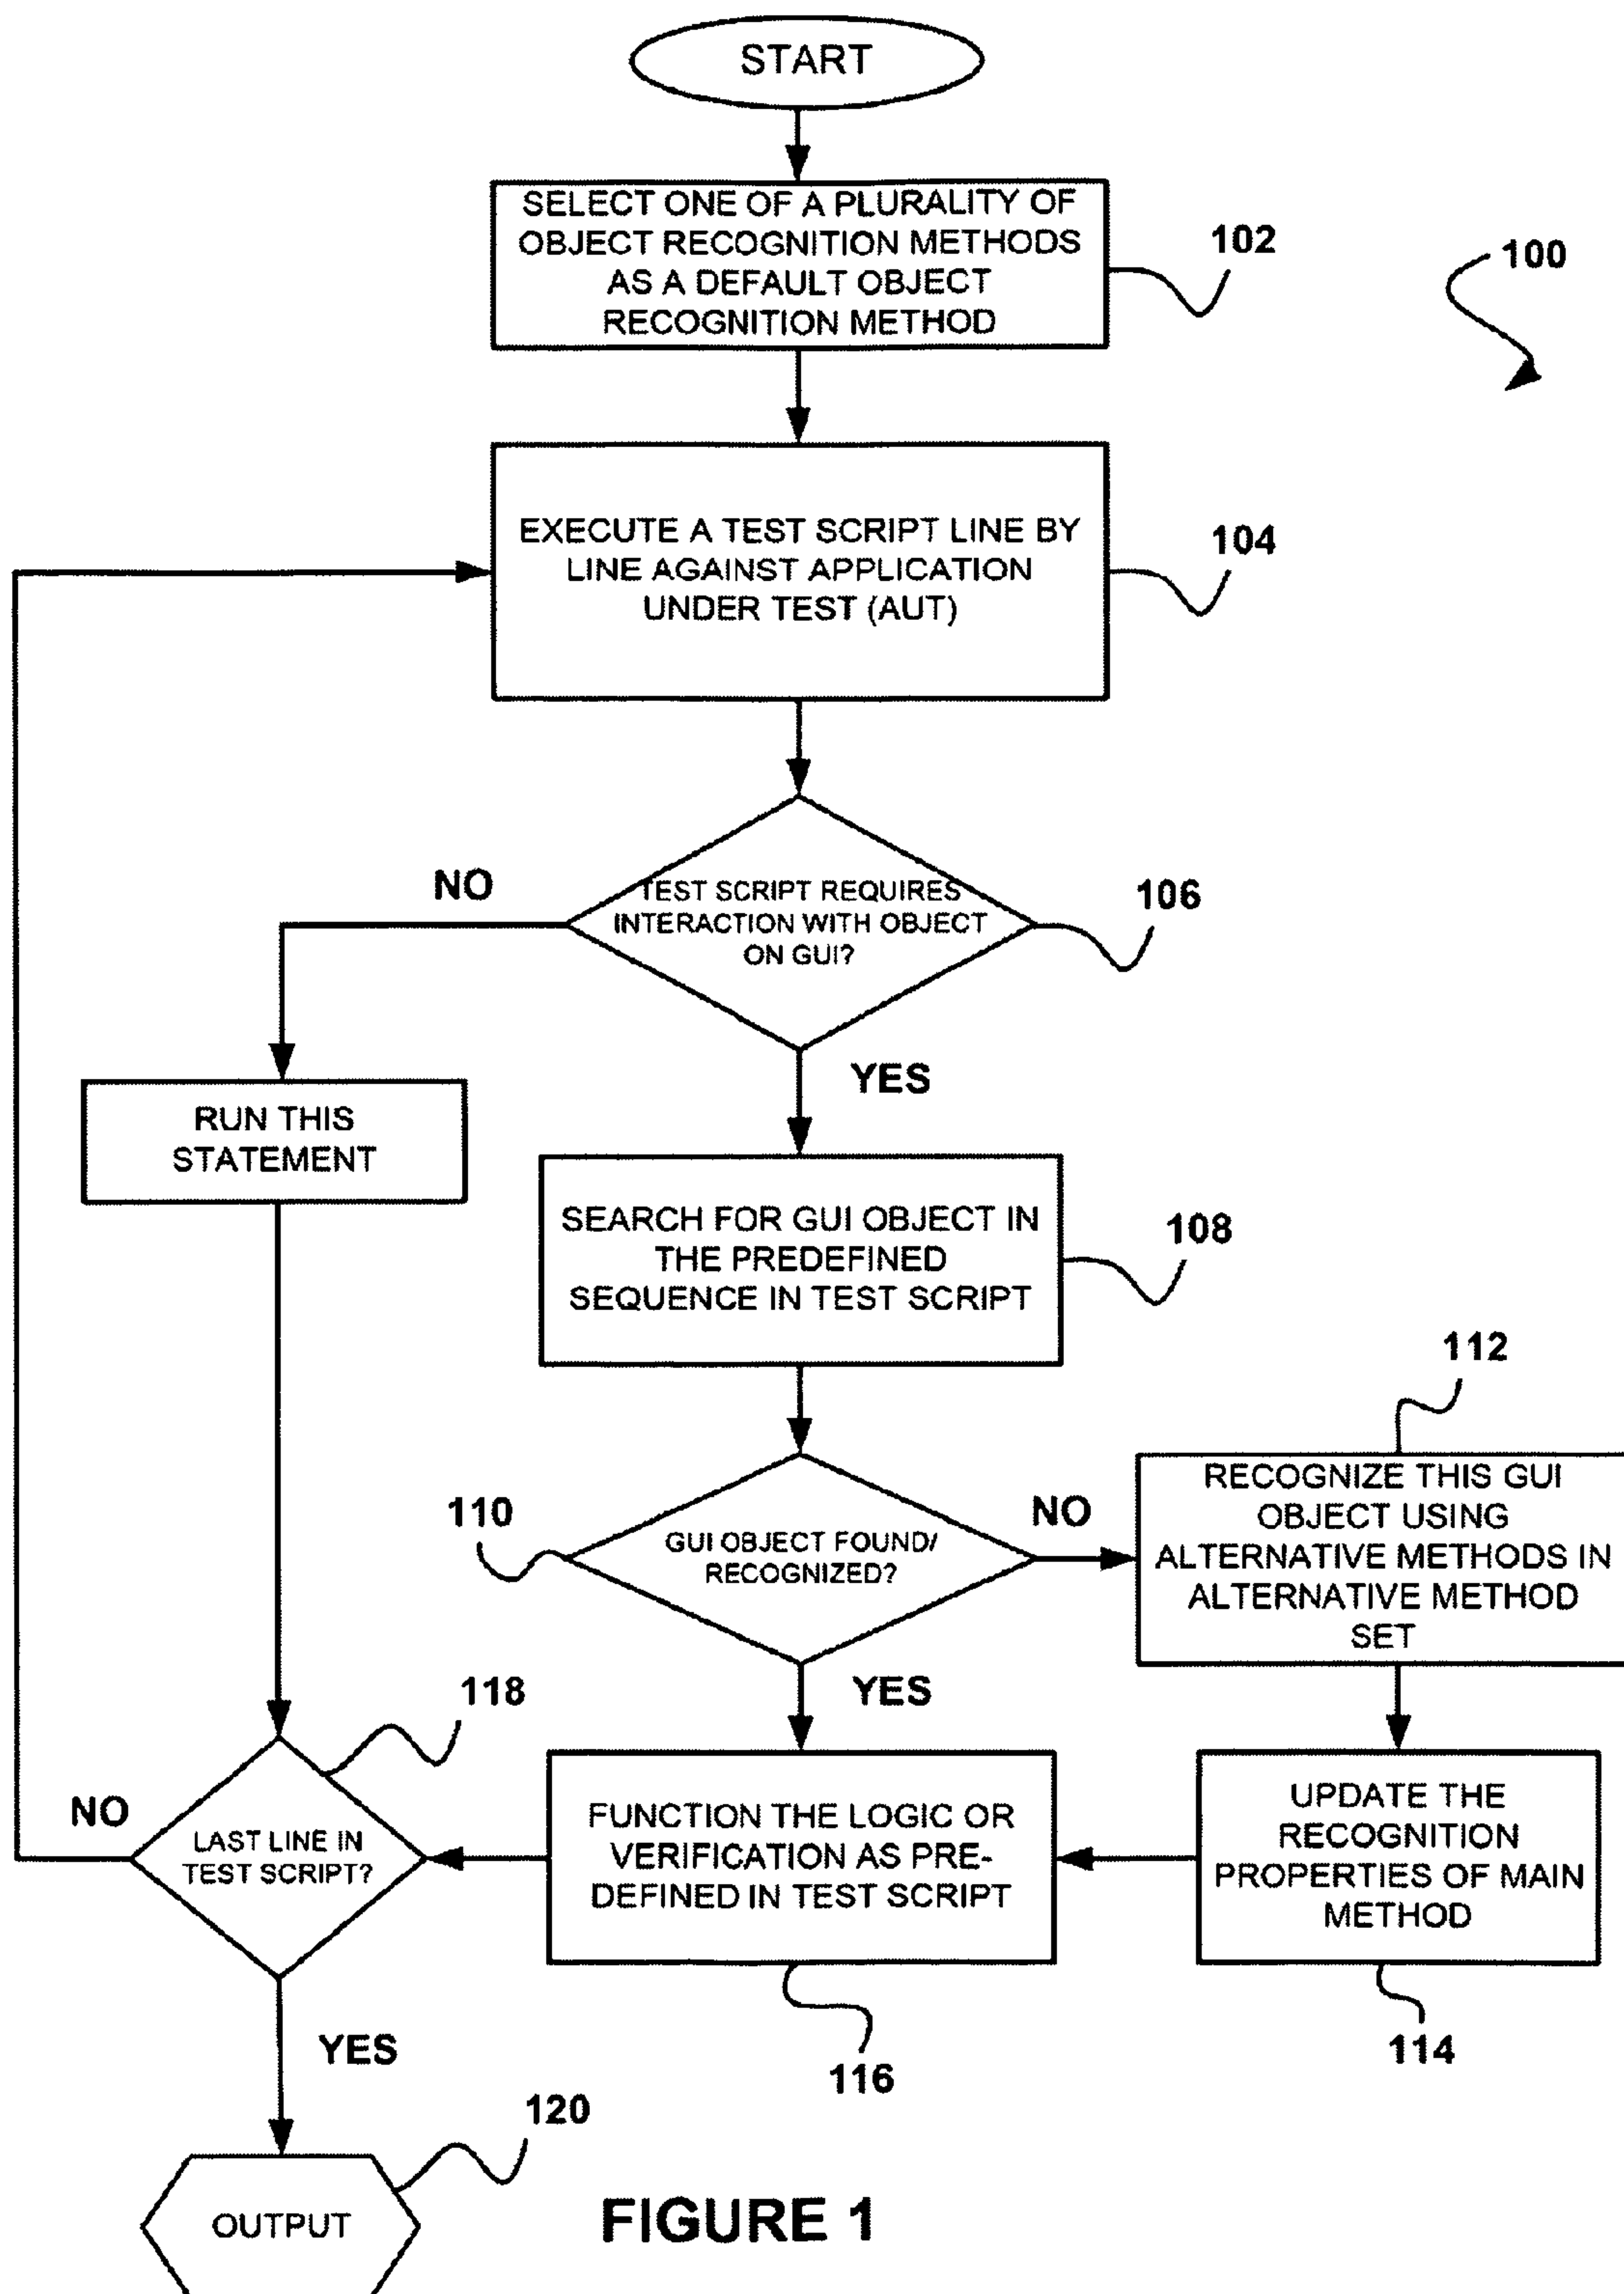 START
SELECT ONE OF A PLURALITY OF
OBJECT RECOGNITION METHODS
AS A DEFAULT OBJECT
RECOGNITION METHOD
102
100
EXECUTE A TEST SCRIPT LINE BY
LINE AGAINST APPLICATION
UNDER TEST (AUT)
104
NO
TEST SCRIPT REQUIRES
INTERACTION WITH OBJECT
ON GUI?
106
YES
RUN THIS
STATEMENT
SEARCH FOR GUI OBJECT IN
THE PREDEFINED
SEQUENCE IN TEST SCRIPT
108
112
110
GUI OBJECT FOUND/
RECOGNIZED?
NO
RECOGNIZE THIS GUI
OBJECT USING
ALTERNATIVE METHODS IN
ALTERNATIVE METHOD
SET
YES
118
NO
LAST LINE IN
TEST SCRIPT?
FUNCTION THE LOGIC OR
VERIFICATION AS PRE-
DEFINED IN TEST SCRIPT
UPDATE THE
RECOGNITION
PROPERTIES OF MAIN
METHOD
YES
116
114
120
OUTPUT
FIGURE 1